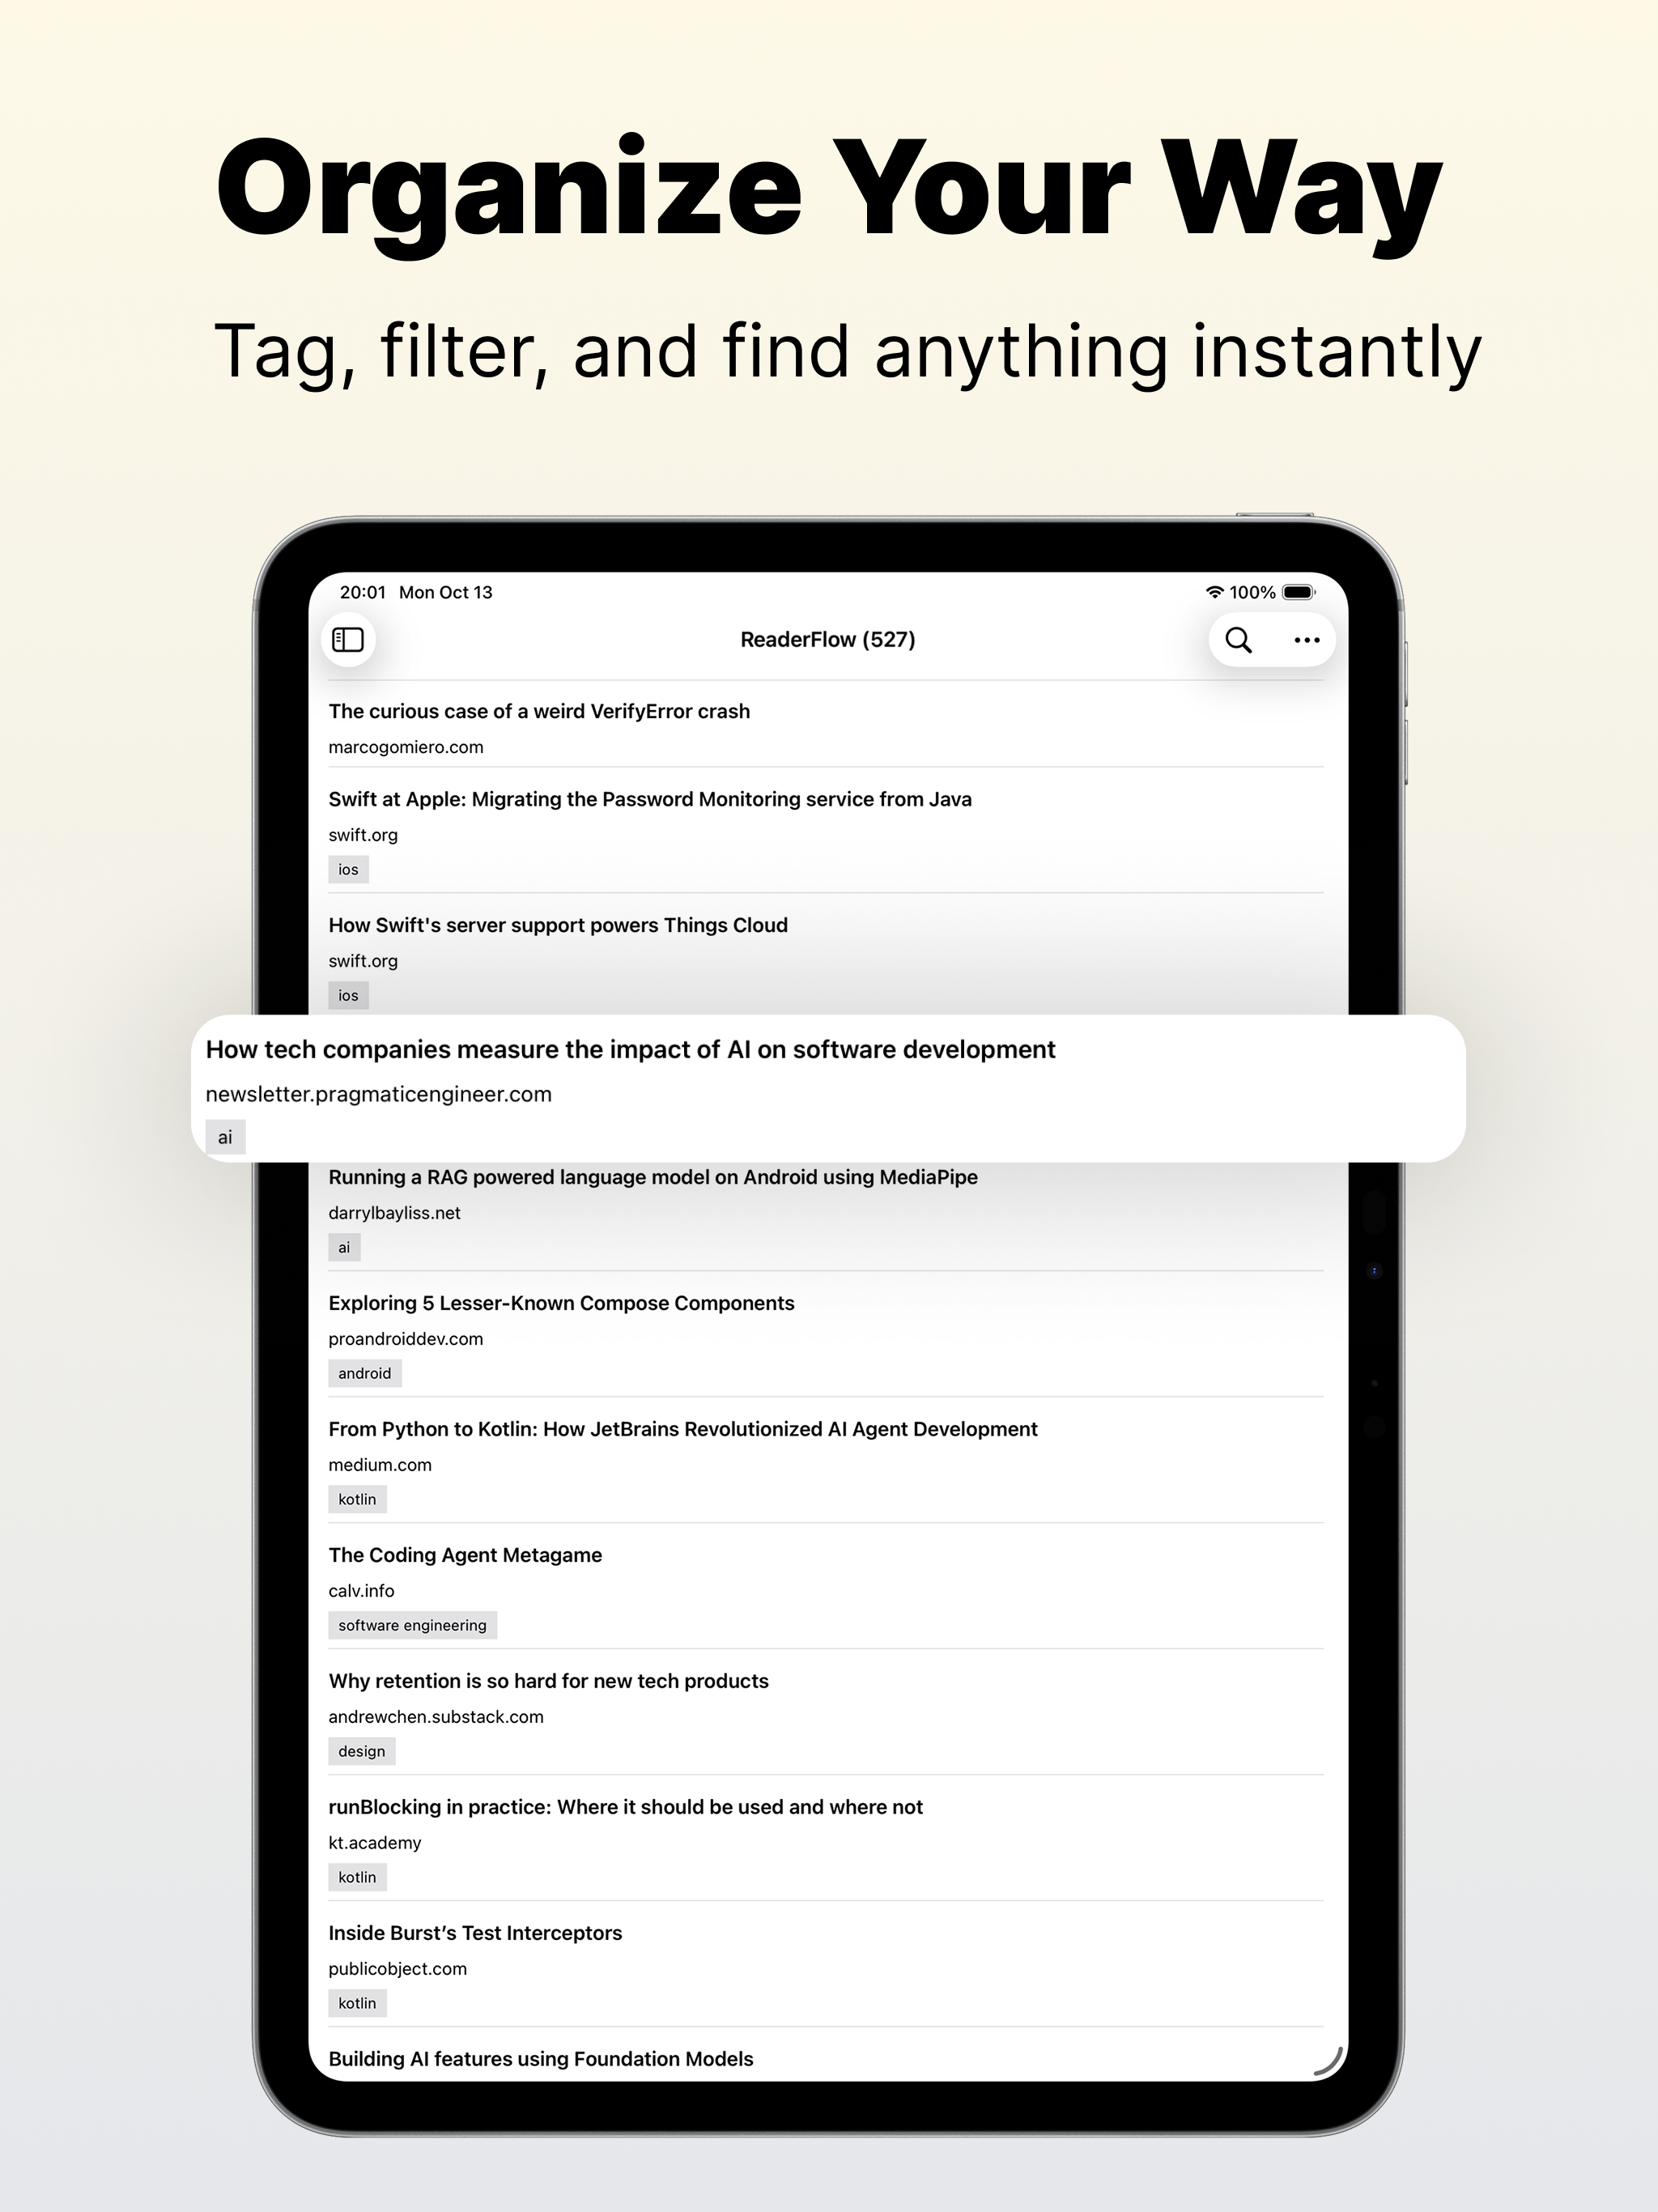 Organize Your Way
Tag, filter, and find anything instantly
20:01 Mon Oct 13 100%
ReaderFlow (527)
The curious case of a weird VerifyError crash
marcogomiero.com
Swift at Apple: Migrating the Password Monitoring service from Java
swift.org
ios
How Swift's server support powers Things Cloud
swift.org
ios
How tech companies measure the impact of AI on software development
newsletter.pragmaticengineer.com
ai
Running a RAG powered language model on Android using MediaPipe
darrylbayliss.net
ai
Exploring 5 Lesser-Known Compose Components
proandroiddev.com
android
From Python to Kotlin: How JetBrains Revolutionized AI Agent Development
medium.com
kotlin
The Coding Agent Metagame
calv.info
software engineering
Why retention is so hard for new tech products
andrewchen.substack.com
design
runBlocking in practice: Where it should be used and where not
kt.academy
kotlin
Inside Burst’s Test Interceptors
publicobject.com
kotlin
Building AI features using Foundation Models